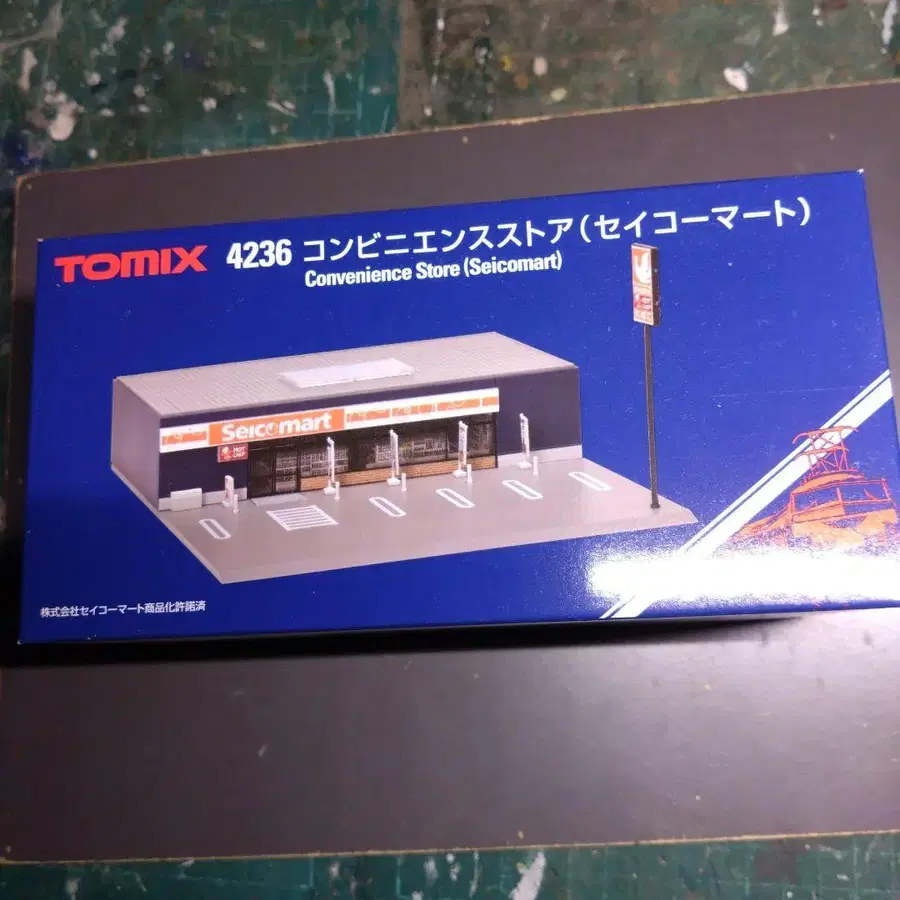 TOMIX 4236 コンビニエンスストア(セイコーマート)
Convenience Store (Seicomart)
Seicomart
HOT
株式会社セイコーマート商品化許諾済